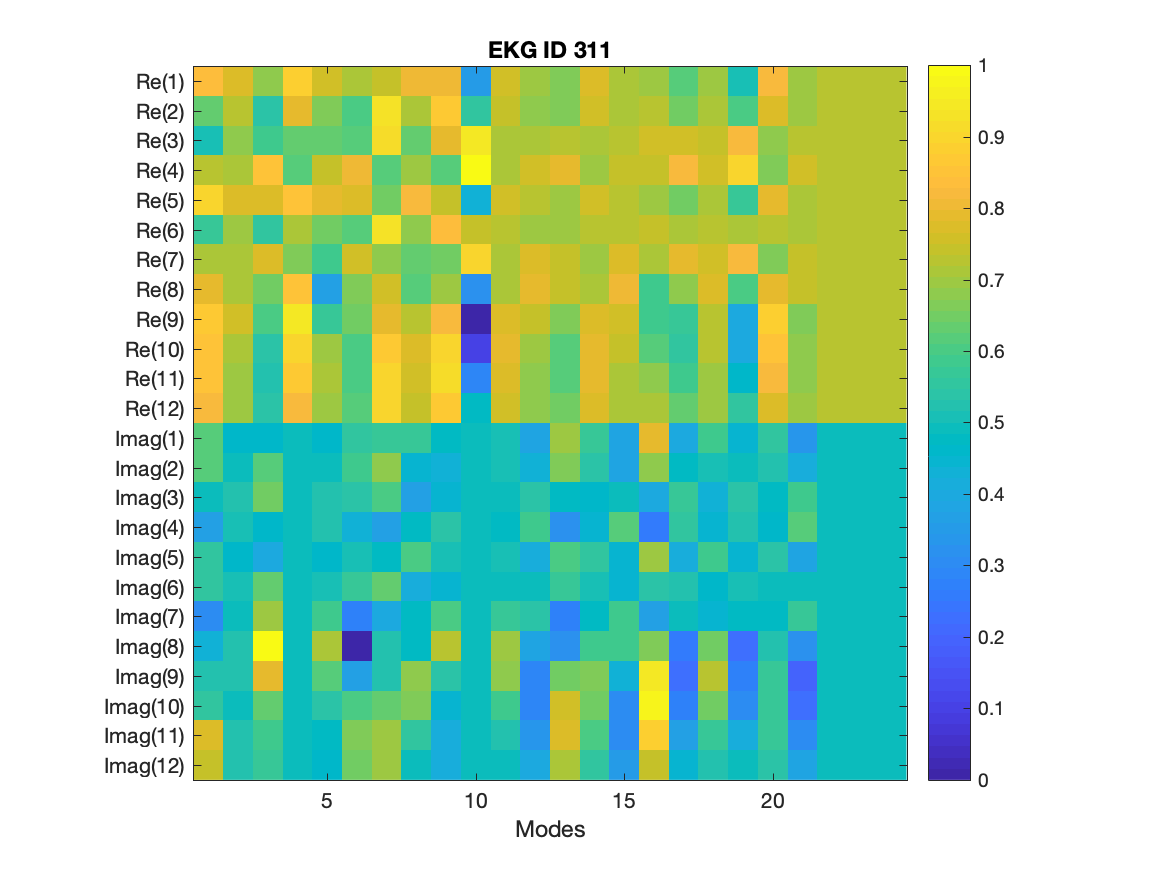 EKG ID 311
Re(1)
Re(2)
Re(3)
Re(4)
Re(5)
Re(6)
Re(7)
Re(8)
Re(9)
Re(10)
Re(11)
Re(12)
Imag(1)
Imag(2)
Imag(3)
Imag(4)
Imag(5)
Imag(6)
Imag(7)
Imag(8)
Imag(9)
Imag(10)
Imag(11)
Imag(12)
5 10 15 20
Modes
1
0.9
0.8
0.7
0.6
0.5
0.4
0.3
0.2
0.1
0